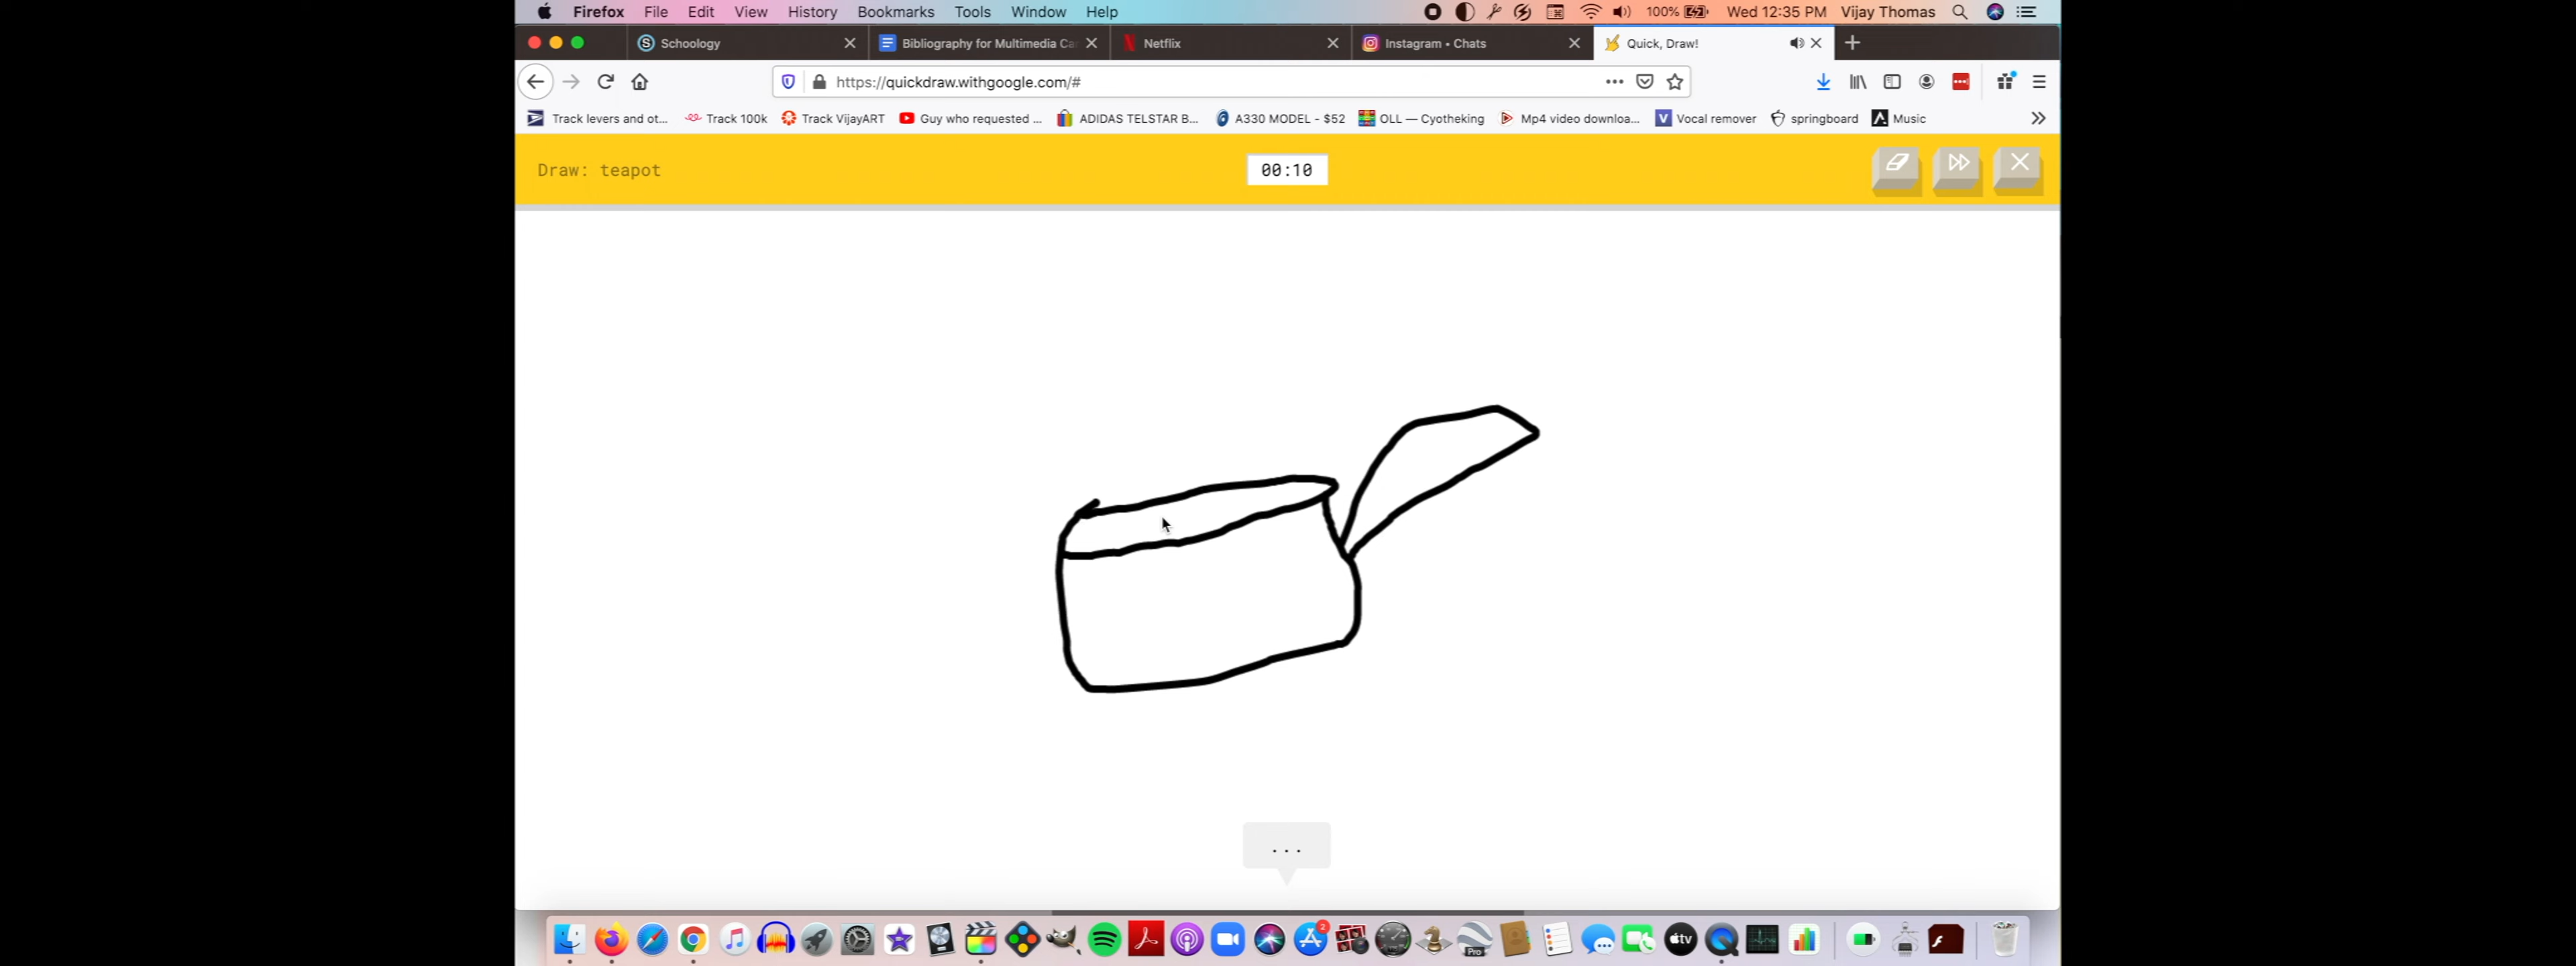 Firefox File Edit View History Bookmarks Tools Window Help 100% Wed 12:35 PM Vijay Thomas
Schoology Bibliography for Multimedia Ca Netflix Instagram • Chats Quick, Draw!
https://quickdraw.withgoogle.com/#
Track levers and ot... Track 100k Track VijayART Guy who requested ... ADIDAS TELSTAR B... A330 MODEL - $52 OLL — Cyotheking Mp4 video downloa... Vocal remover springboard Music
Draw: teapot 00:10
...
2 Pro tv